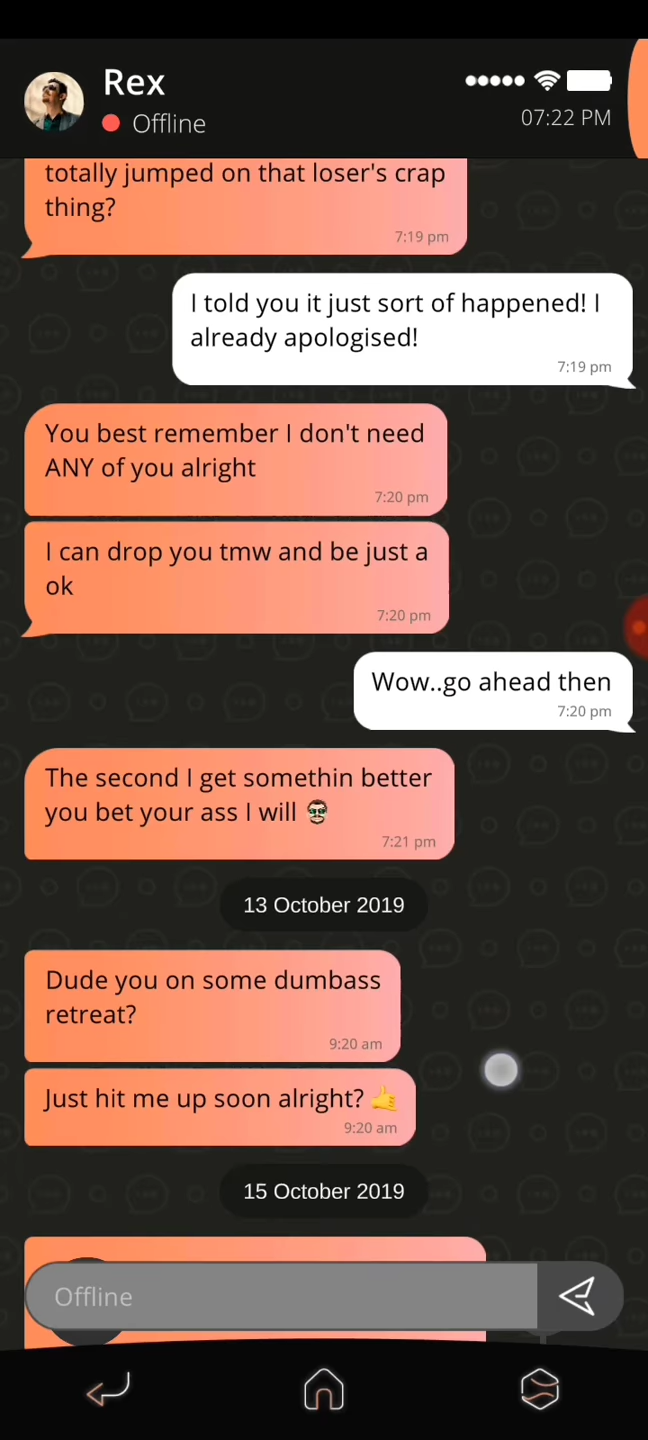 Rex
Offline
07:22 PM
totally jumped on that loser's crap
thing?
7:19 pm
I told you it just sort of happened! I
already apologised!
7:19 pm
You best remember I don't need
ANY of you alright
7:20 pm
I can drop you tmw and be just a
ok
7:20 pm
Wow..go ahead then
7:20 pm
The second I get somethin better
you bet your ass I will
7:21 pm
13 October 2019
Dude you on some dumbass
retreat?
9:20 am
Just hit me up soon alright? 🤙
9:20 am
15 October 2019
Offline